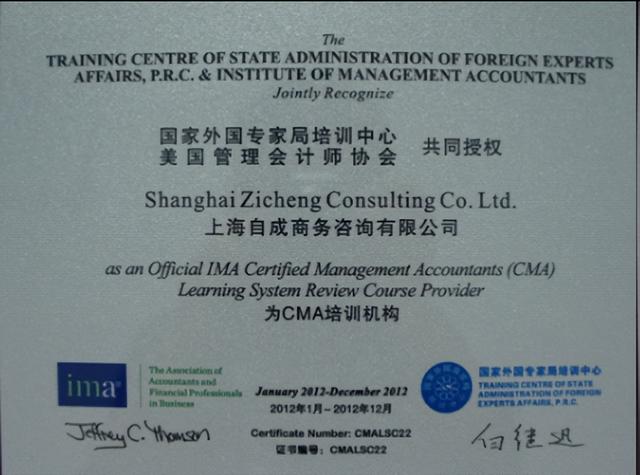 The
TRAINING CENTRE OF STATE ADMINISTRATION OF FOREIGN EXPERTS
AFFAIRS, P.R.C. & INSTITUTE OF MANAGEMENT ACCOUNTANTS
Jointly Recognize
国家外国专家局培训中心
美国管理会计师协会
共同授权
Shanghai Zicheng Consulting Co. Ltd.
上海自成商务咨询有限公司
as an Official IMA Certified Management Accountants (CMA)
Learning System Review Course Provider
为CMA培训机构
ima®
The Association of
Accountants and
Financial Professionals
in Business
January 2012-December 2012
2012年1月－2012年12月
国家外国专家局培训中心
TRAINING CENTRE OF STATE
ADMINISTRATION OF FOREIGN
EXPERTS AFFAIRS, P.R.C.
Jeffrey C. Thomson
Certificate Number: CMALSC22
证书编号：CMALSC22